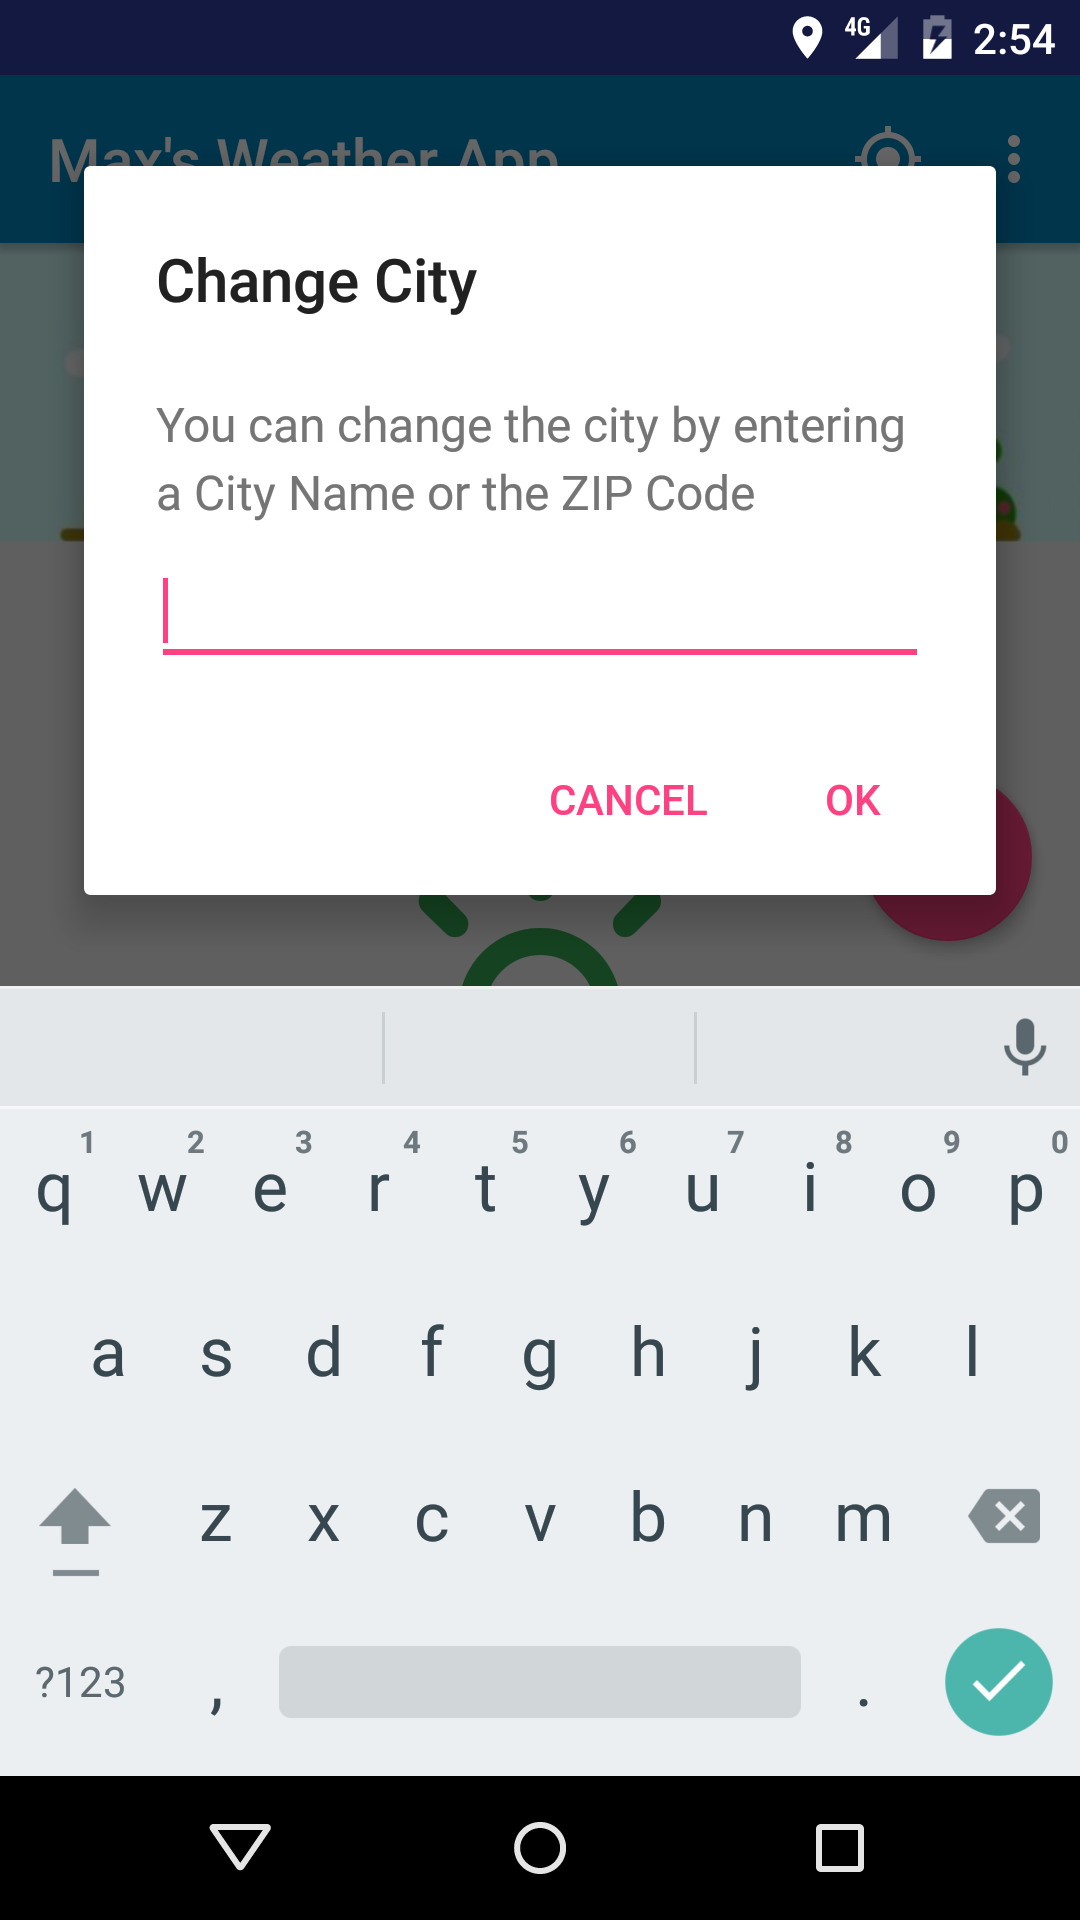 4G 2:54
Max's Weather App
Change City
You can change the city by entering
a City Name or the ZIP Code
CANCEL OK
1 2 3 4 5 6 7 8 9 0
q w e r t y u i o p
a s d f g h j k l
z x c v b n m
?123 , .